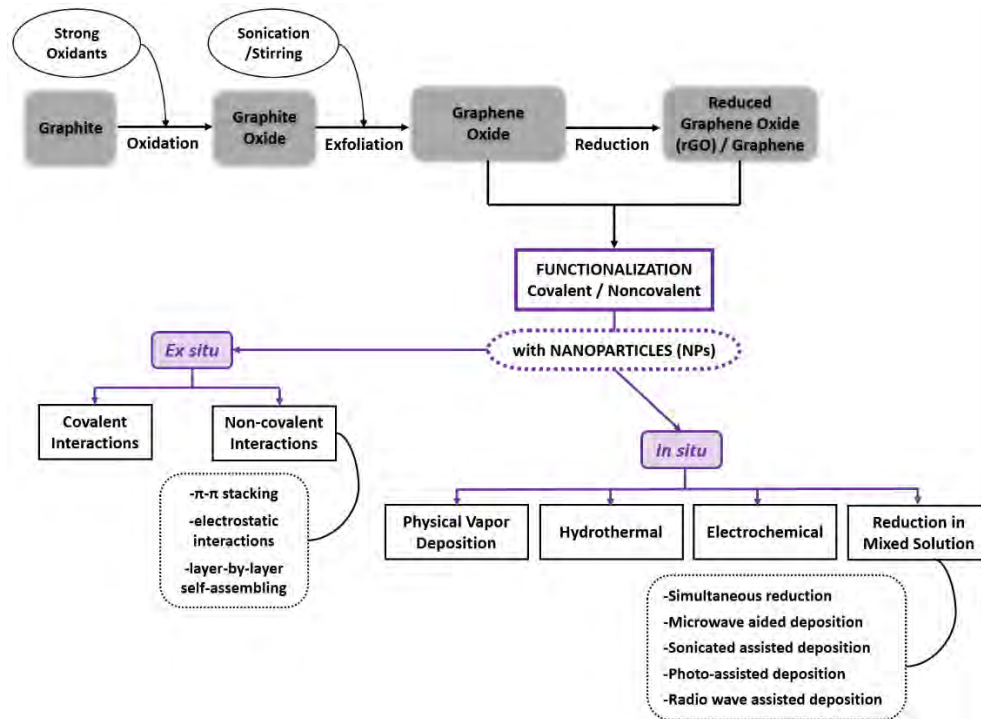 Strong
Oxidants
Sonication
/Stirring
Graphite
Oxidation
Graphite
Oxide
Exfoliation
Graphene
Oxide
Reduction
Reduced
Graphene Oxide
(rGO) / Graphene
FUNCTIONALIZATION
Covalent / Noncovalent
with NANOPARTICLES (NPs)
Ex situ
Covalent
Interactions
Non-covalent
Interactions
-π-π stacking
-electrostatic
interactions
-layer-by-layer
self-assembling
In situ
Physical Vapor
Deposition
Hydrothermal
Electrochemical
Reduction in
Mixed Solution
-Simultaneous reduction
-Microwave aided deposition
-Sonicated assisted deposition
-Photo-assisted deposition
-Radio wave assisted deposition